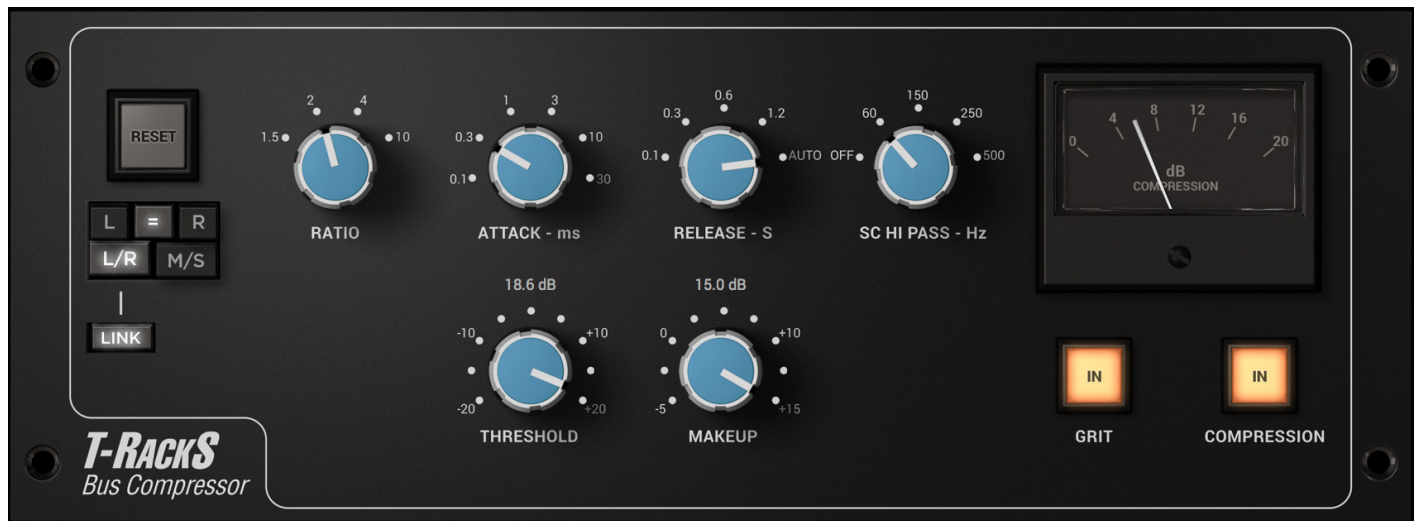 RESET
L = R
L/R M/S
LINK
1.5 2 4 10
RATIO
0.1 0.3 1 3 10 30
ATTACK - ms
0.1 0.3 0.6 1.2 AUTO
RELEASE - S
OFF 60 150 250 500
SC HI PASS - Hz
0 4 8 12 16 20
dB
COMPRESSION
18.6 dB
-20 -10 +10 +20
THRESHOLD
15.0 dB
-5 0 +10 +15
MAKEUP
IN
GRIT
IN
COMPRESSION
T-RackS
Bus Compressor